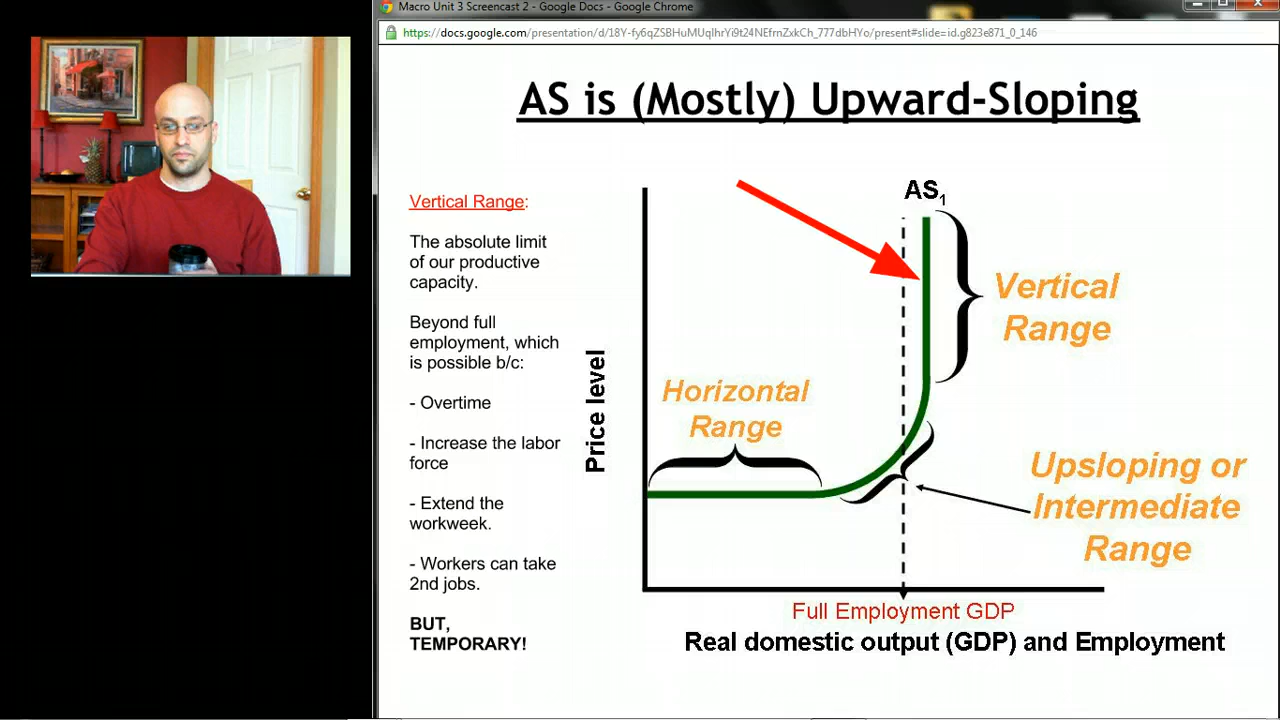 Macro Unit 3 Screencast 2 - Google Docs - Google Chrome
https://docs.google.com/presentation/d/18Y-fy6qZSBHuMUqIhrYi9t24NEfrnZxkCh_777dbHYo/present#slide=id.g823e871_0_146
AS is (Mostly) Upward-Sloping
Vertical Range:
The absolute limit
of our productive
capacity.
Beyond full
employment, which
is possible b/c:
- Overtime
- Increase the labor
force
- Extend the
workweek.
- Workers can take
2nd jobs.
BUT,
TEMPORARY!
Price level
AS1
Vertical
Range
Horizontal
Range
Upsloping or
Intermediate
Range
Full Employment GDP
Real domestic output (GDP) and Employment